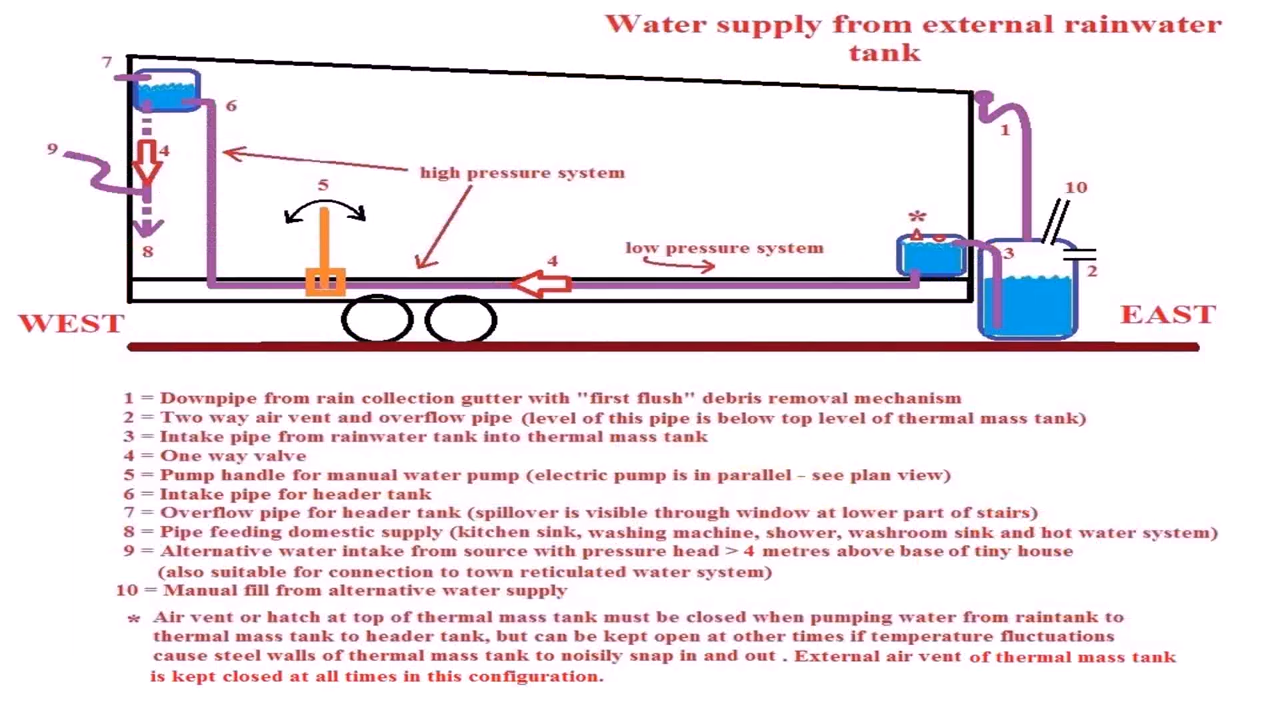 Water supply from external rainwater
tank
7
6
1
9
4
high pressure system
5
10
*
8
4
low pressure system
3
2
WEST
EAST
1 = Downpipe from rain collection gutter with "first flush" debris removal mechanism
2 = Two way air vent and overflow pipe (level of this pipe is below top level of thermal mass tank)
3 = Intake pipe from rainwater tank into thermal mass tank
4 = One way valve
5 = Pump handle for manual water pump (electric pump is in parallel - see plan view)
6 = Intake pipe for header tank
7 = Overflow pipe for header tank (spillover is visible through window at lower part of stairs)
8 = Pipe feeding domestic supply (kitchen sink, washing machine, shower, washroom sink and hot water system)
9 = Alternative water intake from source with pressure head > 4 metres above base of tiny house
(also suitable for connection to town reticulated water system)
10 = Manual fill from alternative water supply
* Air vent or hatch at top of thermal mass tank must be closed when pumping water from raintank to
thermal mass tank to header tank, but can be kept open at other times if temperature fluctuations
cause steel walls of thermal mass tank to noisily snap in and out . External air vent of thermal mass tank
is kept closed at all times in this configuration.